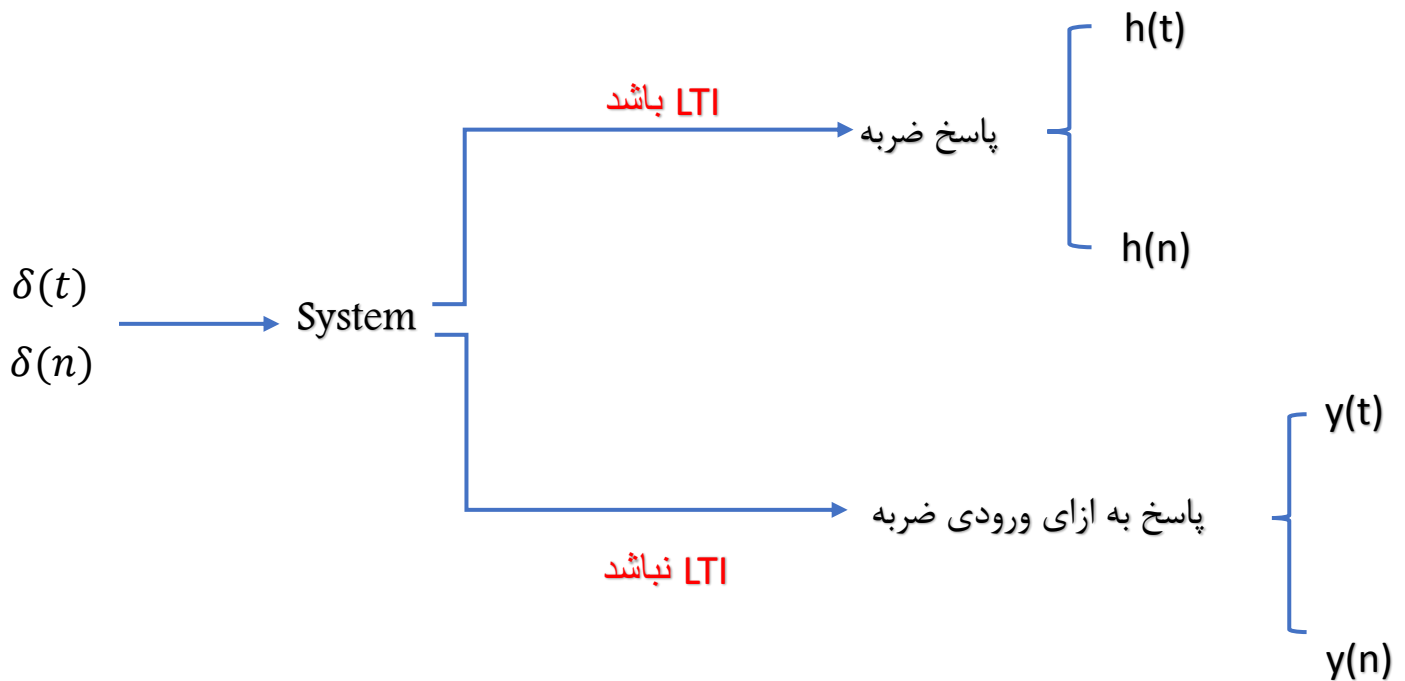 δ(t)
δ(n)
System
LTI باشد
پاسخ ضربه
h(t)
h(n)
LTI نباشد
پاسخ به ازای ورودی ضربه
y(t)
y(n)